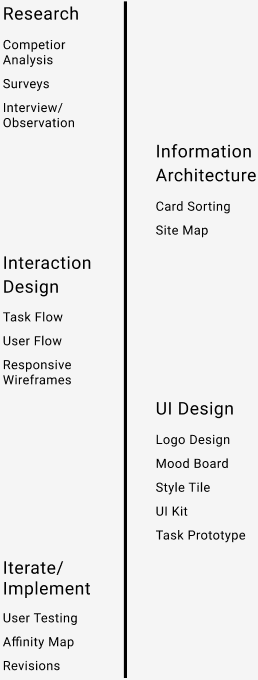 Research
Competior
Analysis
Surveys
Interview/
Observation
Information
Architecture
Card Sorting
Site Map
Interaction
Design
Task Flow
User Flow
Responsive
Wireframes
UI Design
Logo Design
Mood Board
Style Tile
UI Kit
Task Prototype
Iterate/
Implement
User Testing
Affinity Map
Revisions